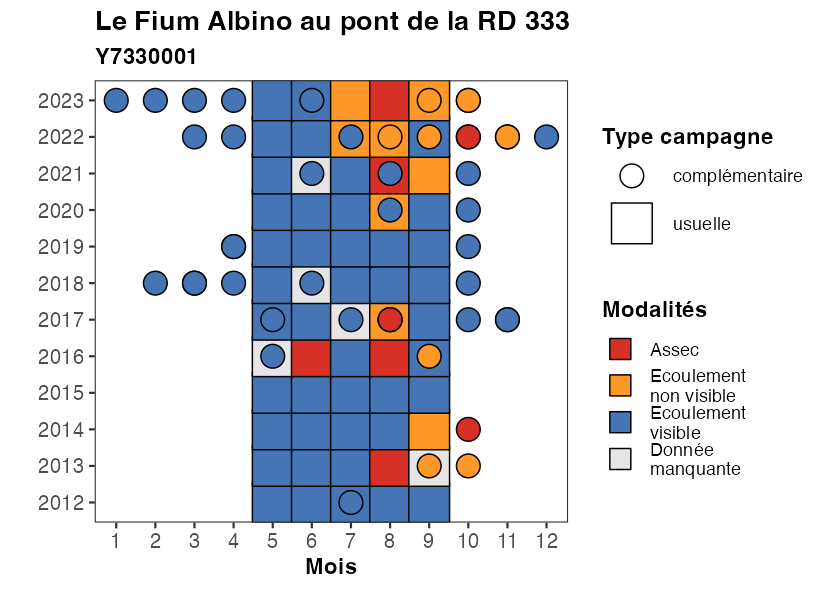 Le Fium Albino au pont de la RD 333
Y7330001
2023
2022
2021
2020
2019
2018
2017
2016
2015
2014
2013
2012
1 2 3 4 5 6 7 8 9 10 11 12
Mois
Type campagne
complémentaire
usuelle
Modalités
Assec
Ecoulement
non visible
Ecoulement
visible
Donnée
manquante